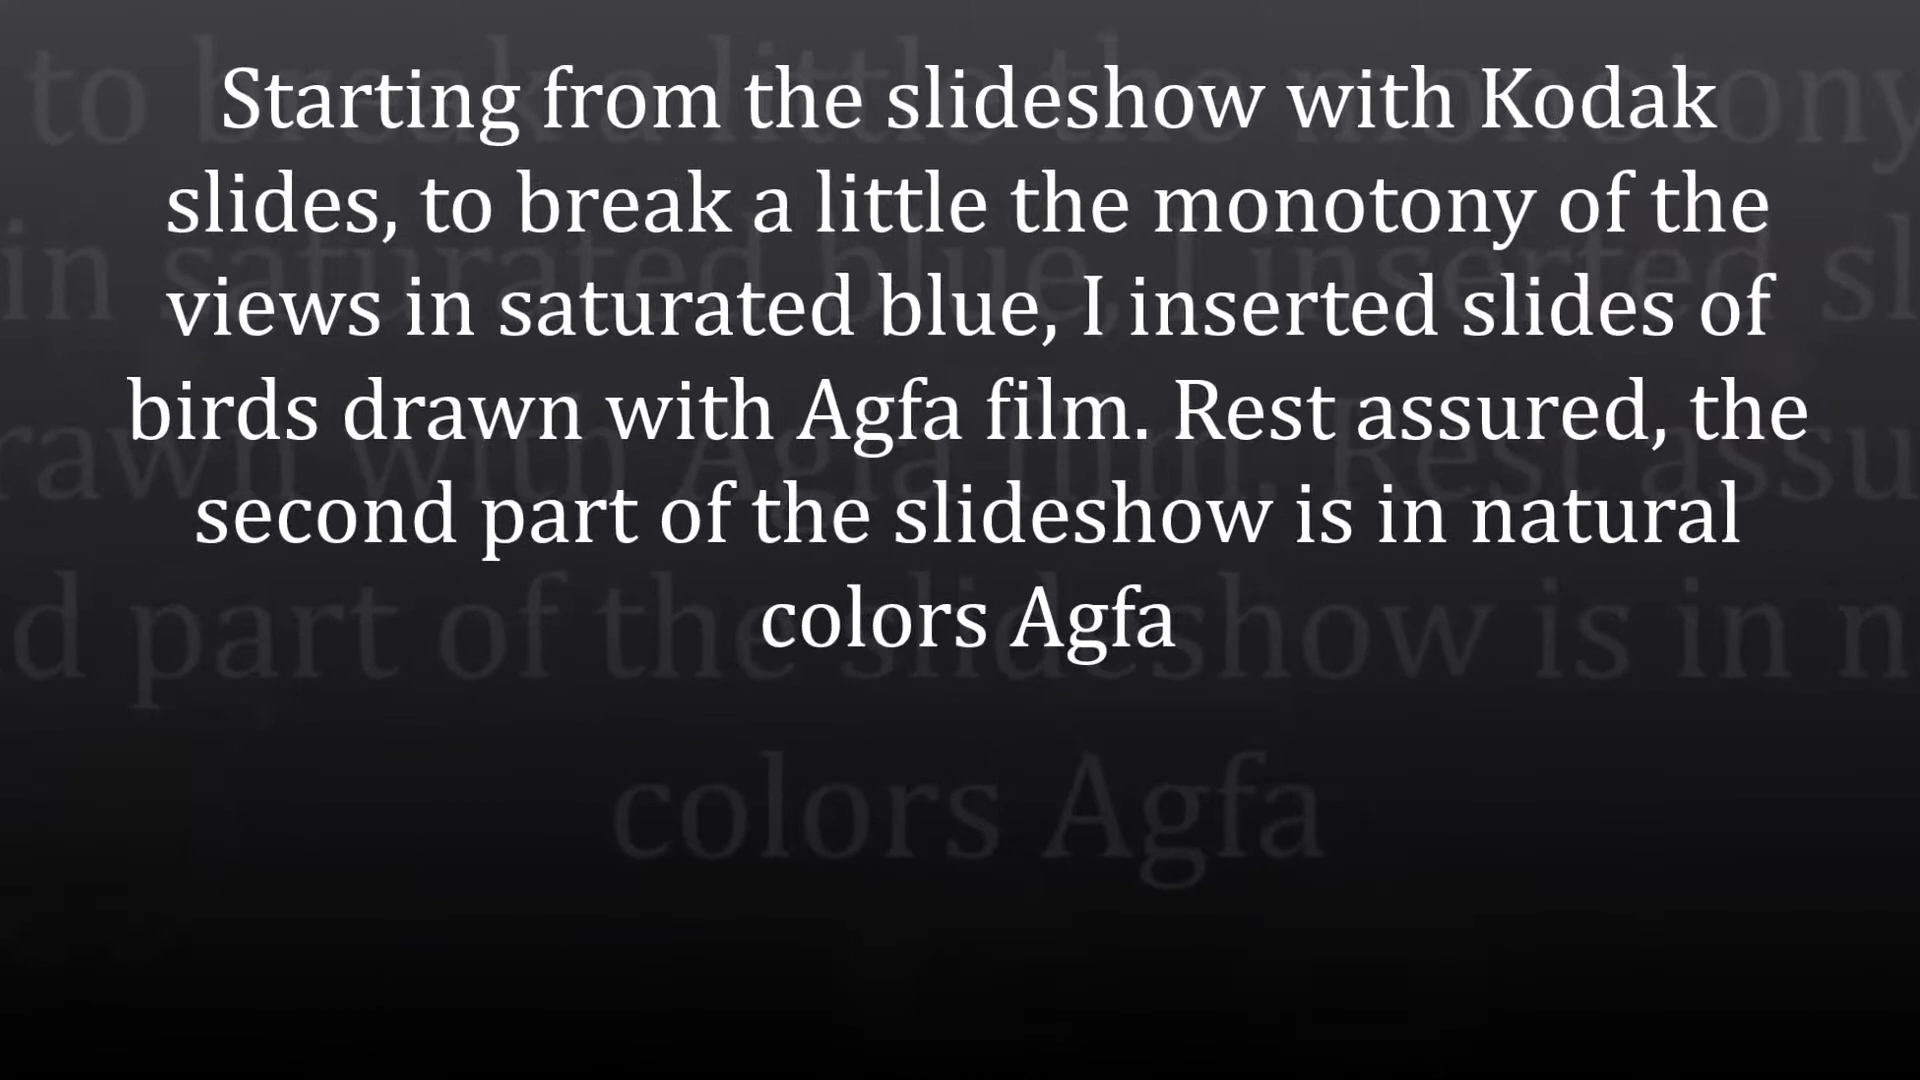 Starting from the slideshow with Kodak
slides, to break a little the monotony of the
views in saturated blue, I inserted slides of
birds drawn with Agfa film. Rest assured, the
second part of the slideshow is in natural
colors Agfa